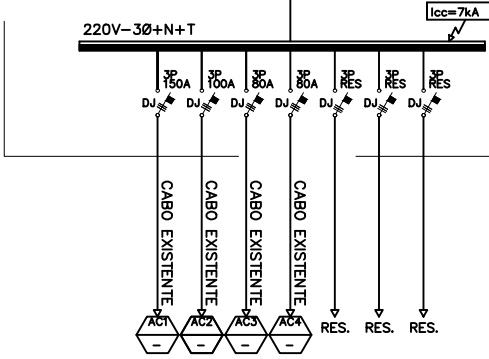 Icc=7kA
220V-3Ø+N+T
3P 3P 3P 3P 3P 3P 3P
150A 100A 80A 80A RES RES RES
DJ DJ DJ DJ DJ DJ DJ
CABO EXISTENTE
CABO EXISTENTE
CABO EXISTENTE
CABO EXISTENTE
AC1 AC2 AC3 AC4 RES. RES. RES.
- - - -